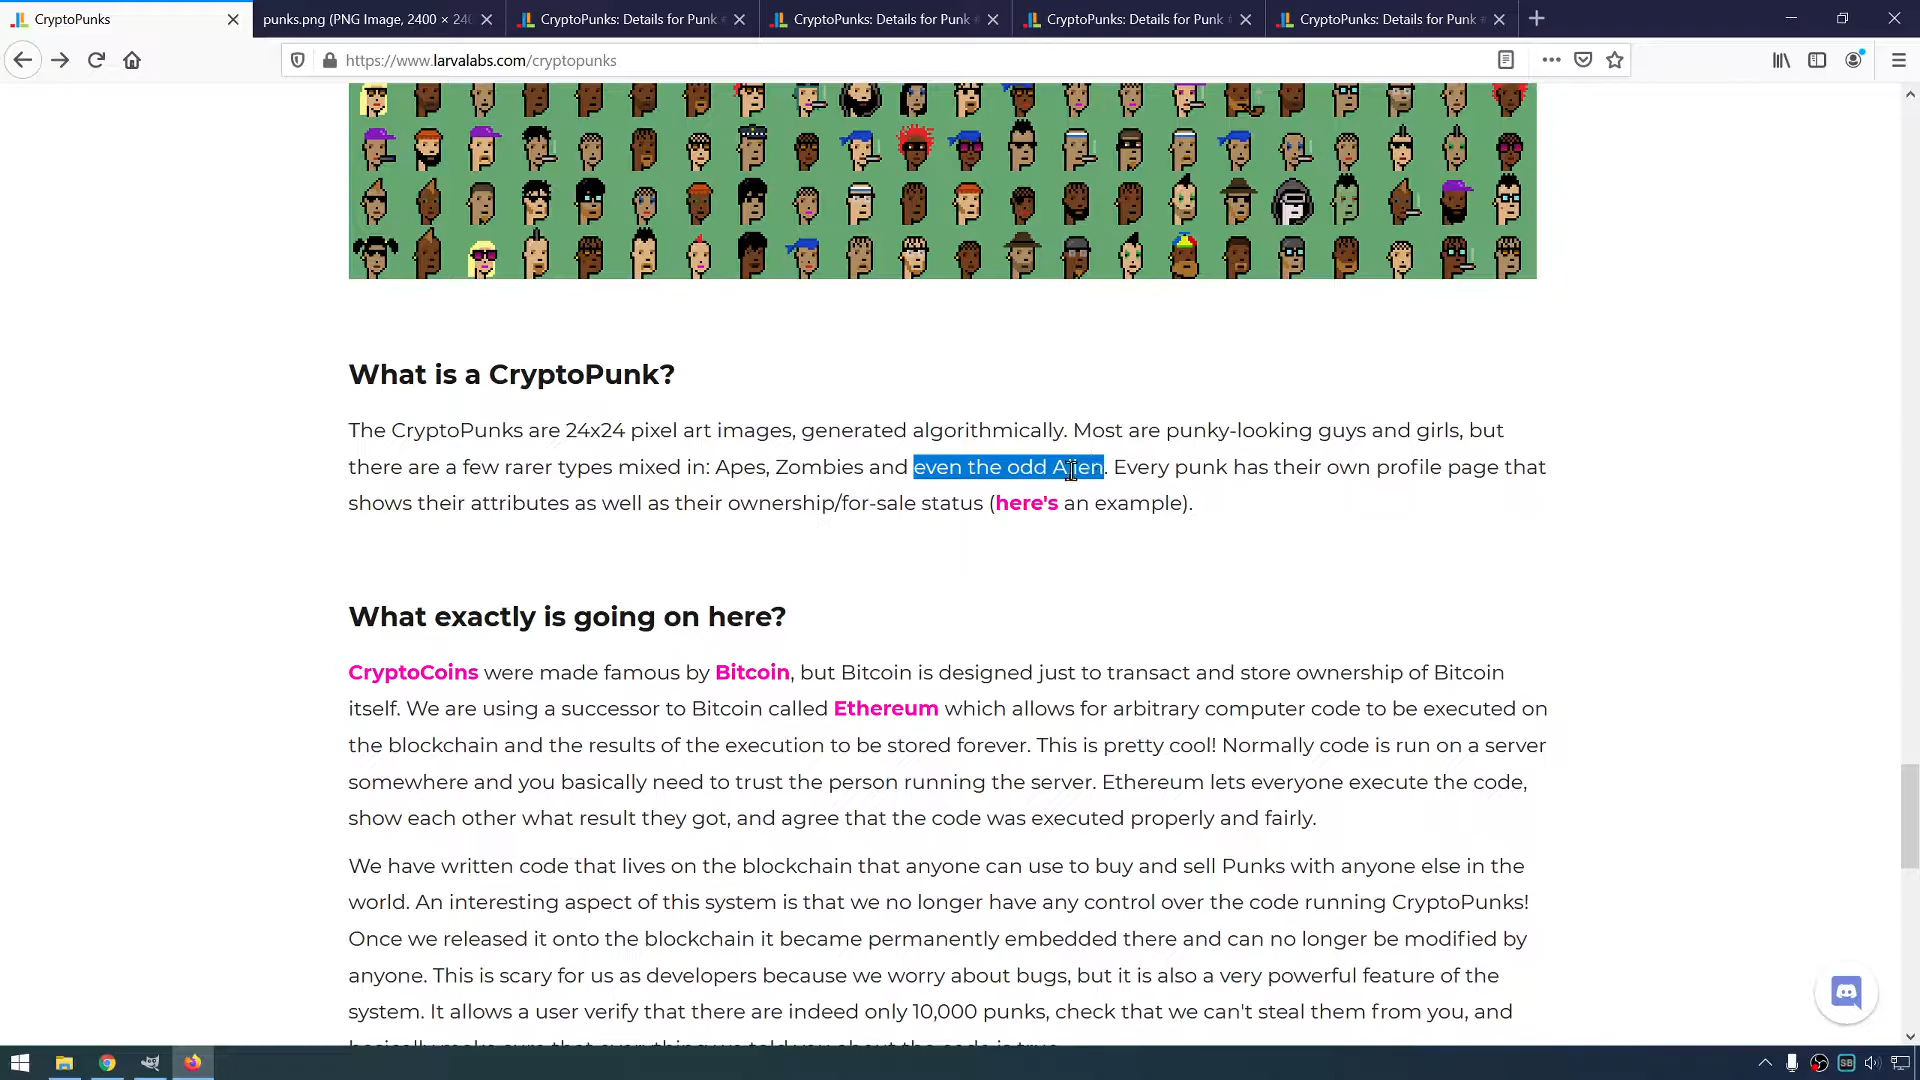 CryptoPunks
punks.png (PNG Image, 2400 × 240
CryptoPunks: Details for Punk #
CryptoPunks: Details for Punk #
CryptoPunks: Details for Punk #
CryptoPunks: Details for Punk #
https://www.larvalabs.com/cryptopunks
What is a CryptoPunk?
The CryptoPunks are 24x24 pixel art images, generated algorithmically. Most are punky-looking guys and girls, but
there are a few rarer types mixed in: Apes, Zombies and even the odd Alien. Every punk has their own profile page that
shows their attributes as well as their ownership/for-sale status (here's an example).
What exactly is going on here?
CryptoCoins were made famous by Bitcoin, but Bitcoin is designed just to transact and store ownership of Bitcoin
itself. We are using a successor to Bitcoin called Ethereum which allows for arbitrary computer code to be executed on
the blockchain and the results of the execution to be stored forever. This is pretty cool! Normally code is run on a server
somewhere and you basically need to trust the person running the server. Ethereum lets everyone execute the code,
show each other what result they got, and agree that the code was executed properly and fairly.
We have written code that lives on the blockchain that anyone can use to buy and sell Punks with anyone else in the
world. An interesting aspect of this system is that we no longer have any control over the code running CryptoPunks!
Once we released it onto the blockchain it became permanently embedded there and can no longer be modified by
anyone. This is scary for us as developers because we worry about bugs, but it is also a very powerful feature of the
system. It allows a user verify that there are indeed only 10,000 punks, check that we can't steal them from you, and
basically make sure that everything we told you about the code is true.
SB